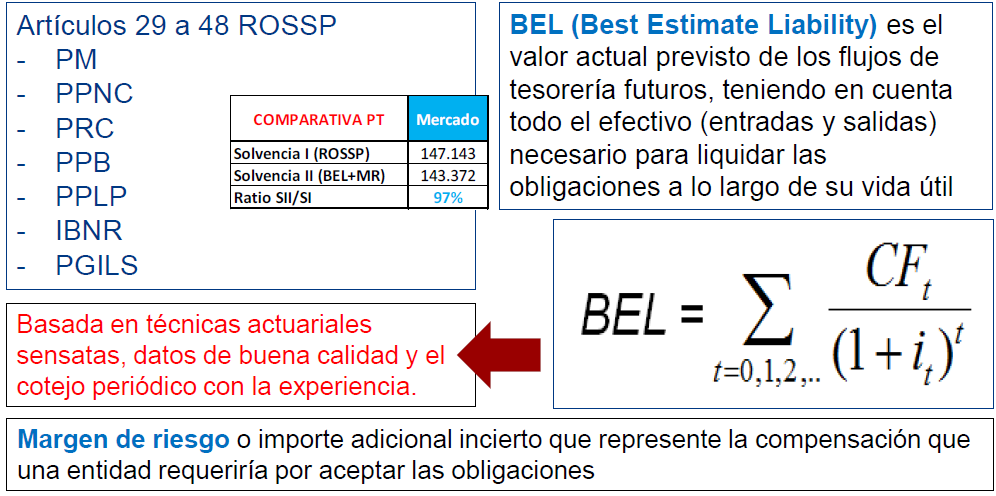 Artículos 29 a 48 ROSSP
- PM
- PPNC
- PRC
- PPB
- PPLP
- IBNR
- PGILS
COMPARATIVA PT Mercado
Solvencia I (ROSSP) 147.143
Solvencia II (BEL+MR) 143.372
Ratio SII/SI 97%
BEL (Best Estimate Liability) es el
valor actual previsto de los flujos de
tesorería futuros, teniendo en cuenta
todo el efectivo (entradas y salidas)
necesario para liquidar las
obligaciones a lo largo de su vida útil
BEL = ∑_{t=0,1,2,..} CF_t / (1+i_t)^t
Basada en técnicas actuariales
sensatas, datos de buena calidad y el
cotejo periódico con la experiencia.
Margen de riesgo o importe adicional incierto que represente la compensación que
una entidad requeriría por aceptar las obligaciones